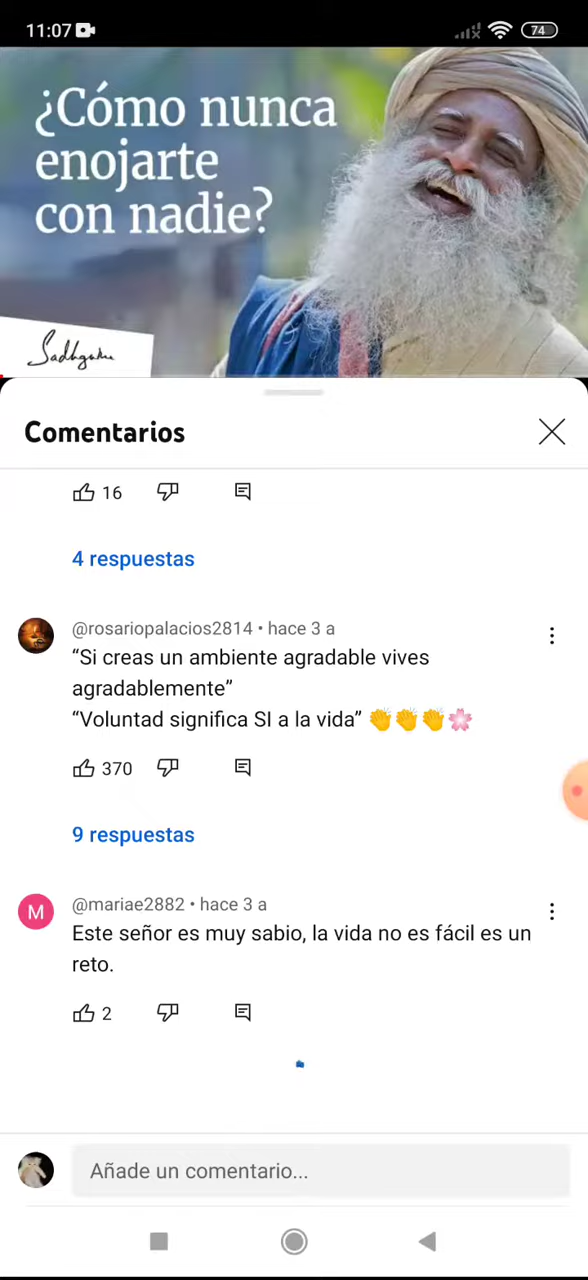 11:07
74
¿Cómo nunca
enojarte
con nadie?
Sadhguru
Comentarios
16
4 respuestas
@rosariopalacios2814 • hace 3 a
“Si creas un ambiente agradable vives
agradablemente”
“Voluntad significa SI a la vida” 👏👏👏🌸
370
9 respuestas
M
@mariae2882 • hace 3 a
Este señor es muy sabio, la vida no es fácil es un
reto.
2
Añade un comentario...